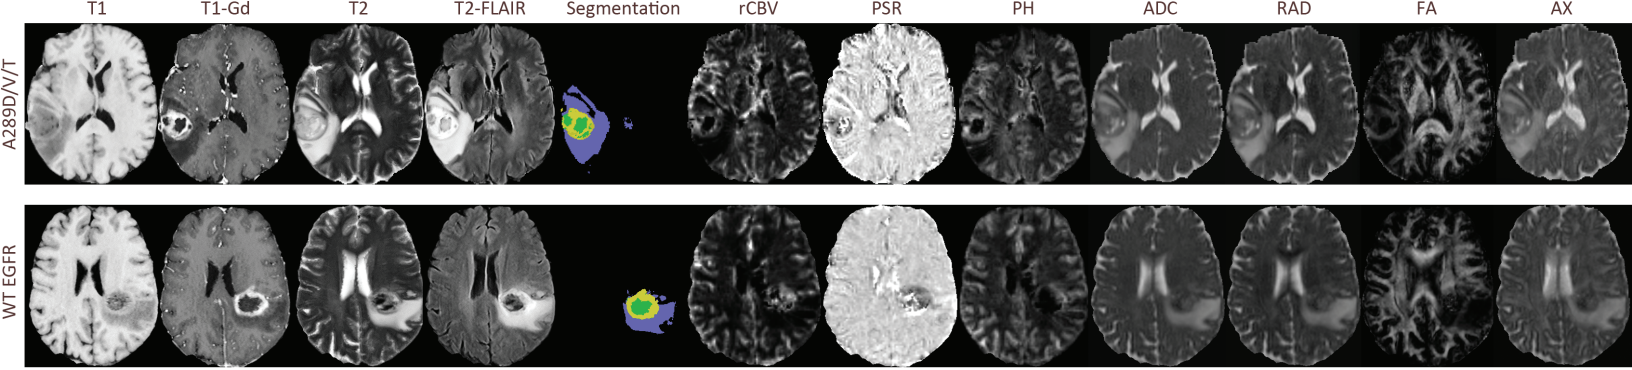 T1 T1-Gd T2 T2-FLAIR Segmentation rCBV PSR PH ADC RAD FA AX
A289D/V/T
WT EGFR